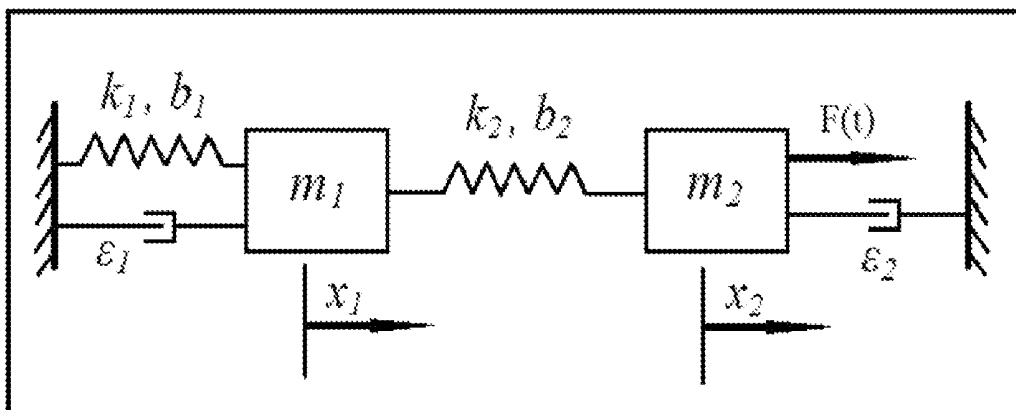 k₁, b₁
k₂, b₂
F(t)
m₁
m₂
ε₁
ε₂
x₁
x₂